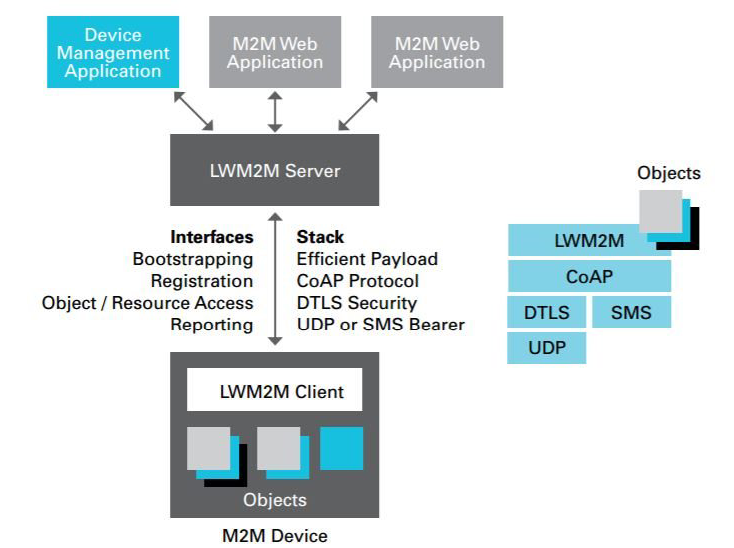 Device
Management
Application
M2M Web
Application
M2M Web
Application
LWM2M Server
Interfaces
Bootstrapping
Registration
Object / Resource Access
Reporting
Stack
Efficient Payload
CoAP Protocol
DTLS Security
UDP or SMS Bearer
LWM2M Client
Objects
M2M Device
Objects
LWM2M
CoAP
DTLS
SMS
UDP